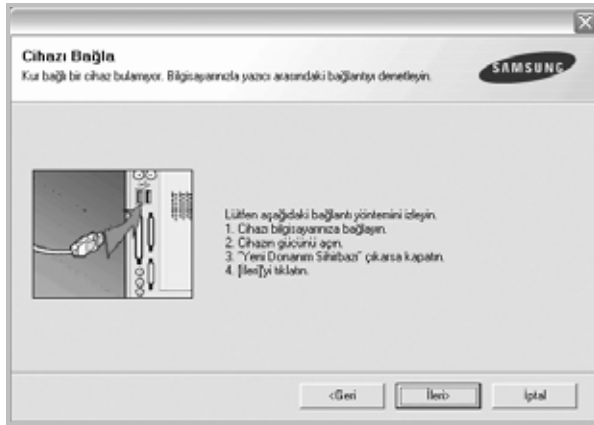 Cihazı Bağla
Kur bağlı bir cihaz bulamıyor. Bilgisayarınızla yazıcı arasındaki bağlantıyı denetleyin.
SAMSUNG
Lütfen aşağıdaki bağlantı yöntemini izleyin.
1. Cihazı bilgisayarınıza bağlayın.
2. Cihazın gücünü açın.
3. "Yeni Donanım Sihirbazı" çıkarsa kapatın.
4. [İleri]'yi tıklatın.
<Geri
İleri>
İptal